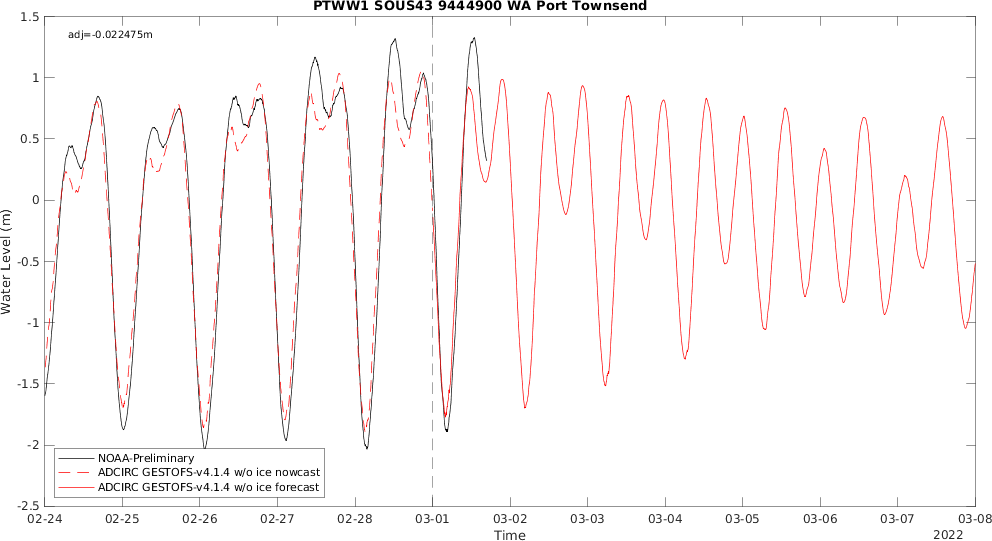 PTWW1 SOUS43 9444900 WA Port Townsend
adj=-0.022475m
1.5
1
0.5
0
-0.5
-1
-1.5
-2
-2.5
Water Level (m)
NOAA-Preliminary
ADCIRC GESTOFS-v4.1.4 w/o ice nowcast
ADCIRC GESTOFS-v4.1.4 w/o ice forecast
02-24 02-25 02-26 02-27 02-28 03-01 03-02 03-03 03-04 03-05 03-06 03-07 03-08
Time
2022